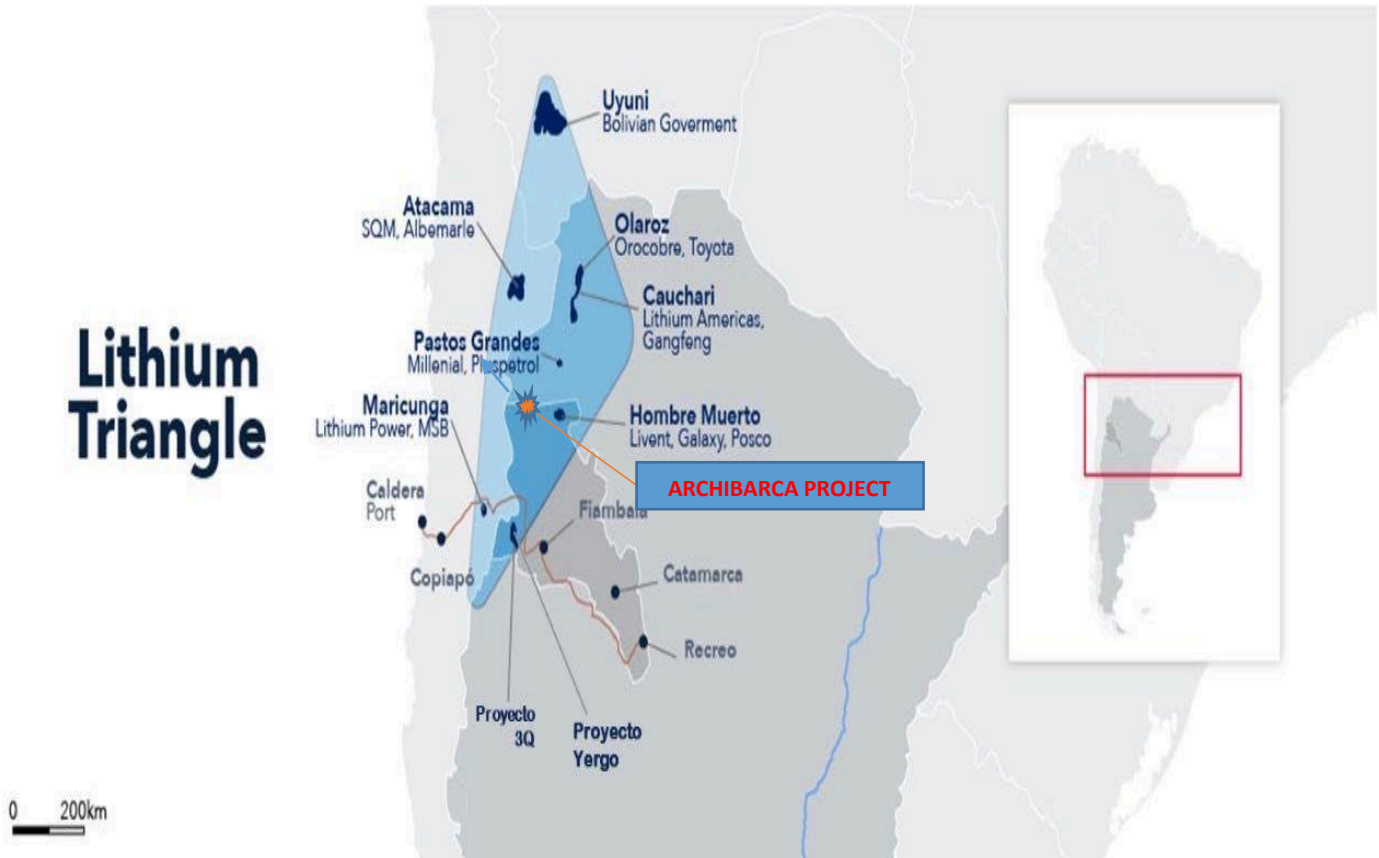 Lithium
Triangle
Uyuni
Bolivian Goverment
Atacama
SQM, Albemarle
Olaroz
Orocobre, Toyota
Cauchari
Lithium Americas,
Gangfeng
Pastos Grandes
Millenial, Pluspetrol
Maricunga
Lithium Power, MSB
Hombre Muerto
Livent, Galaxy, Posco
ARCHIBARCA PROJECT
Caldera
Port
Fiambala
Copiapó
Catamarca
Recreo
Proyecto
3Q
Proyecto
Yergo
0 200km